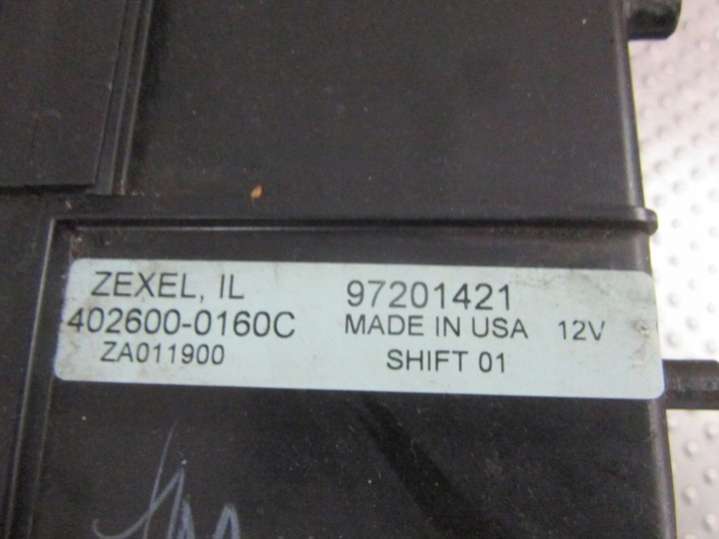 ZEXEL, IL 97201421
402600-0160C MADE IN USA 12V
ZA011900 SHIFT 01